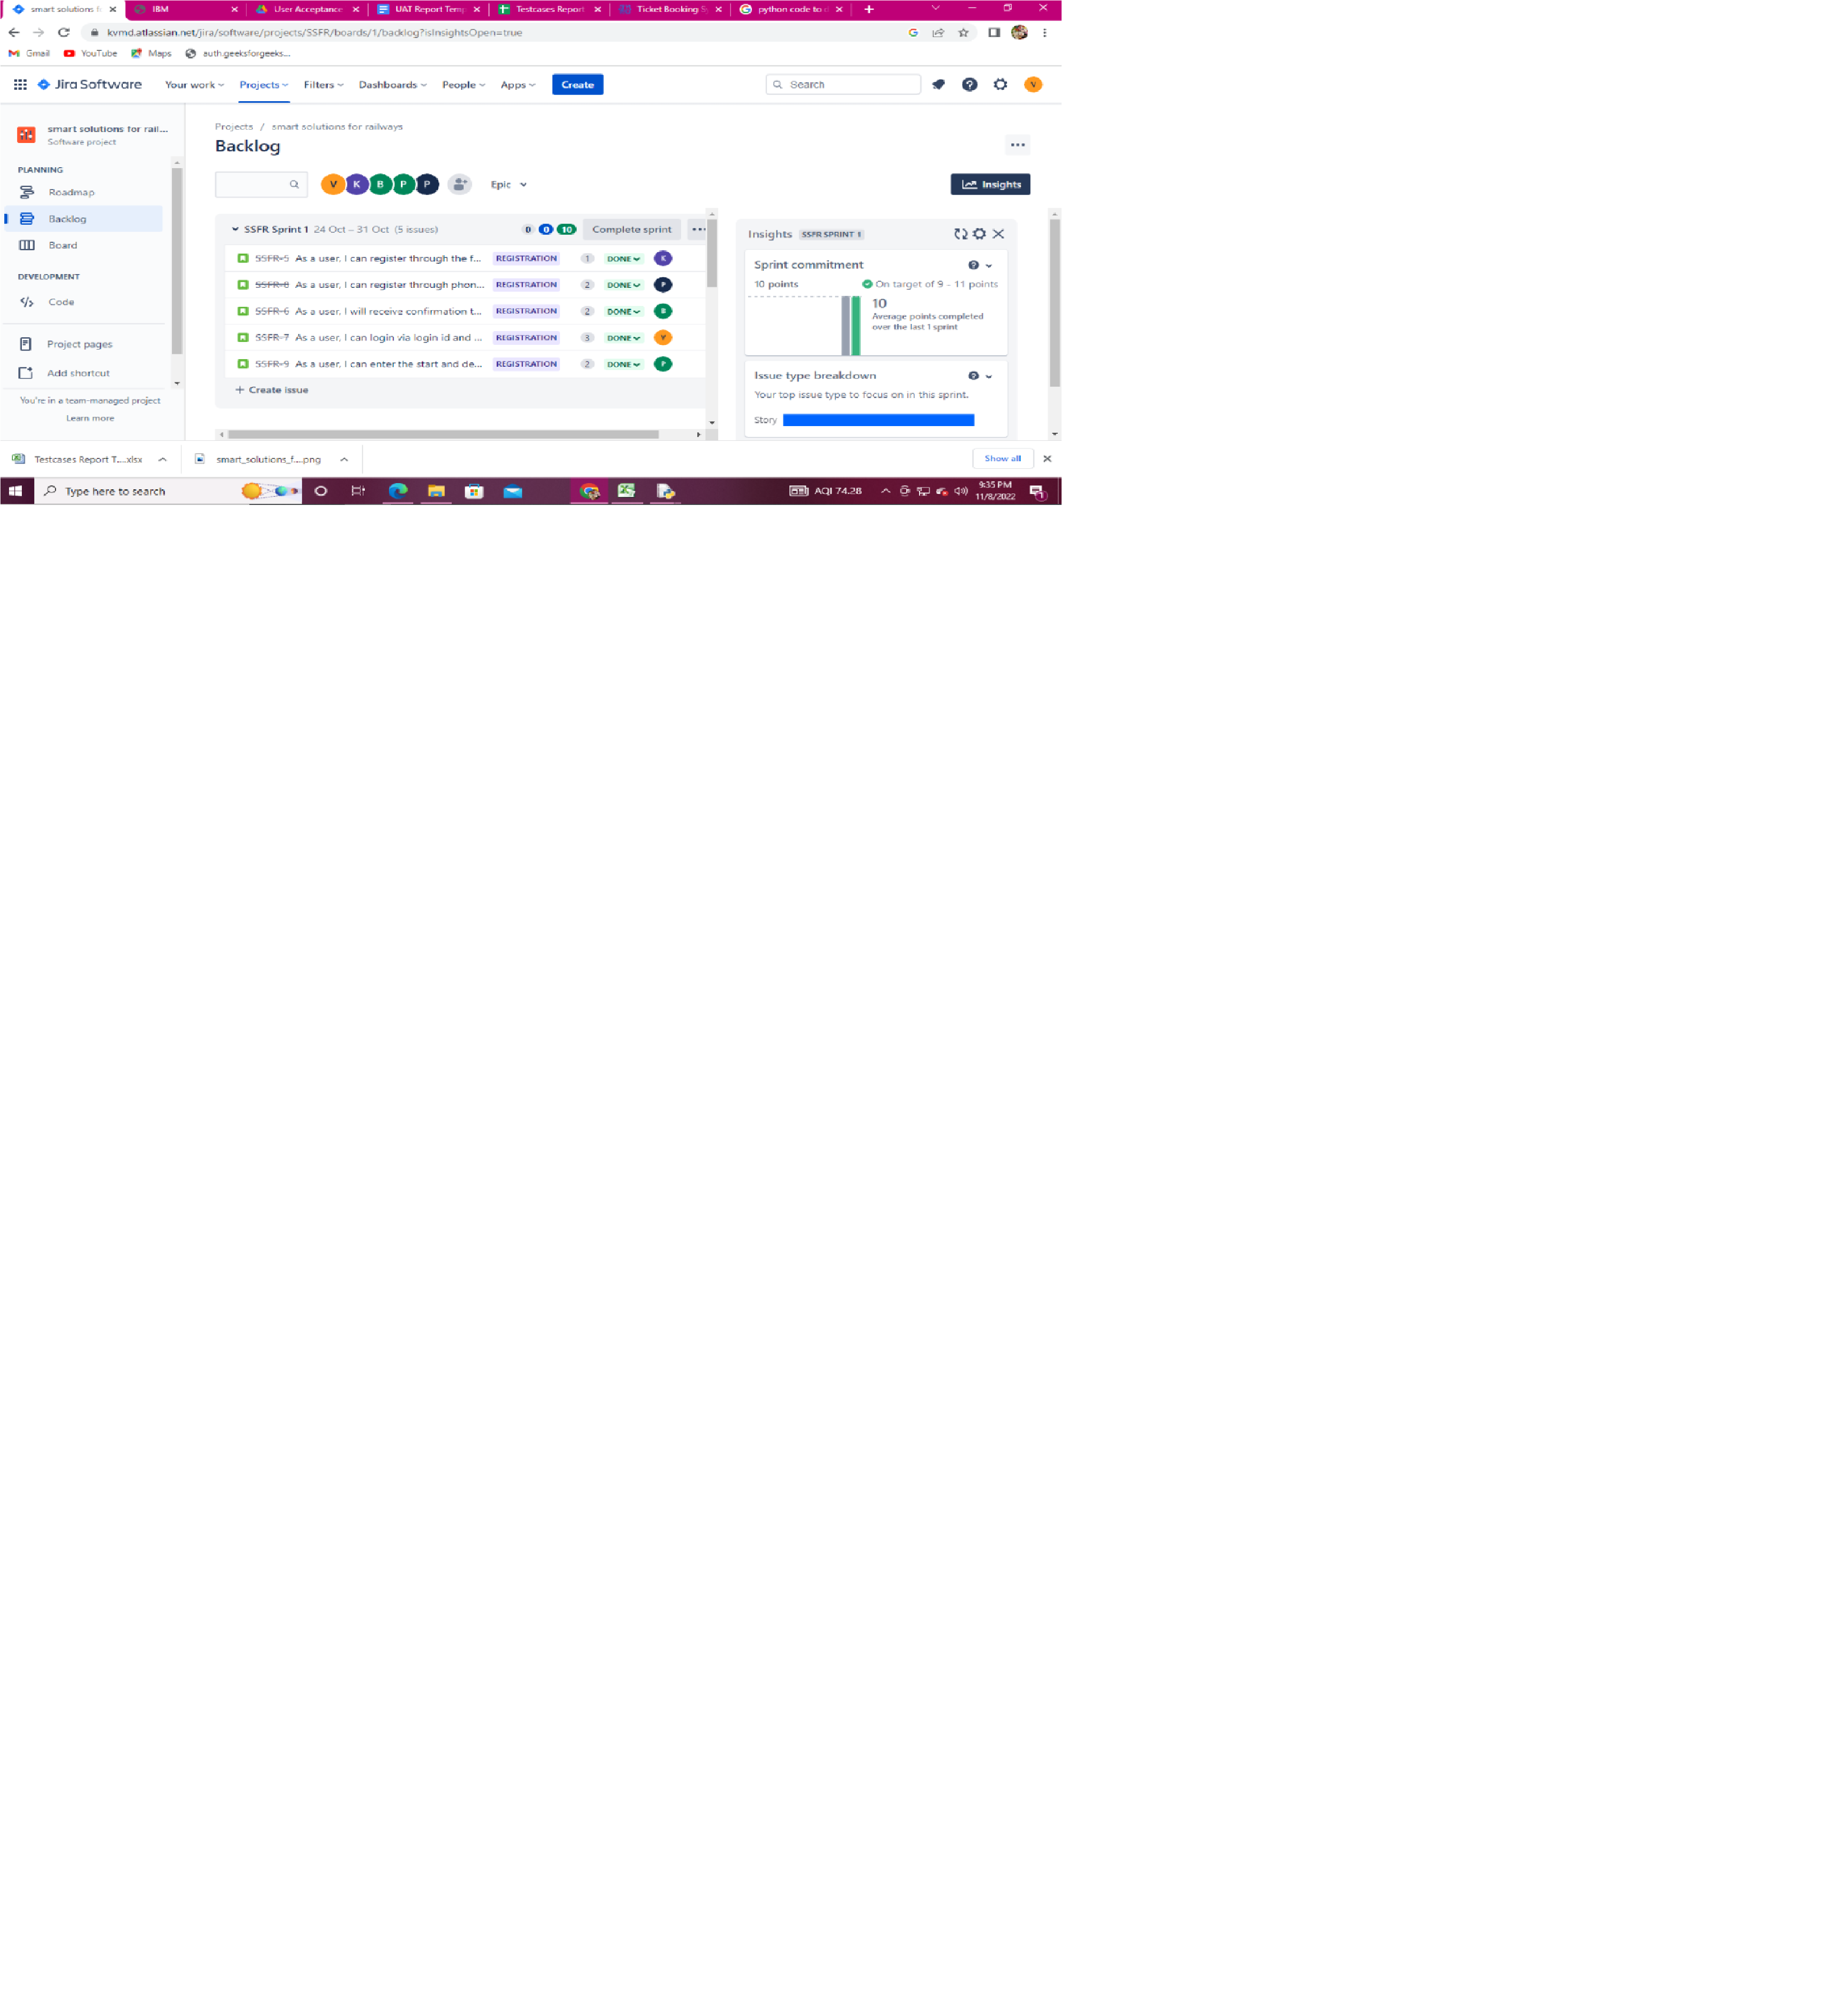 smart solutions f
IBM
User Acceptance
UAT Report Temp
Testcases Report
Ticket Booking S
python code to
kvmd.atlassian.net/jira/software/projects/SSFR/boards/1/backlog?isInsightsOpen=true
Gmail YouTube Maps auth.geeksforgeeks...
Jira Software Your work Projects Filters Dashboards People Apps Create Search V
smart solutions for rail...
Software project
PLANNING
Roadmap
Backlog
Board
DEVELOPMENT
Code
Project pages
Add shortcut
You're in a team-managed project
Learn more
Projects / smart solutions for railways
Backlog
V K B P P Epic Insights
SSFR Sprint 1 24 Oct – 31 Oct (5 issues) 0 0 10 Complete sprint
SSFR-5 As a user, I can register through the f... REGISTRATION 1 DONE K
SSFR-8 As a user, I can register through phon... REGISTRATION 2 DONE P
SSFR-6 As a user, I will receive confirmation t... REGISTRATION 2 DONE B
SSFR-7 As a user, I can login via login id and ... REGISTRATION 3 DONE V
SSFR-9 As a user, I can enter the start and de... REGISTRATION 2 DONE P
+ Create issue
Insights SSFR SPRINT 1
Sprint commitment
10 points On target of 9 - 11 points
10
Average points completed
over the last 1 sprint
Issue type breakdown
Your top issue type to focus on in this sprint.
Story
Testcases Report T....xlsx smart_solutions_f....png Show all
Type here to search AQI 74.28 9:35 PM
11/8/2022 1